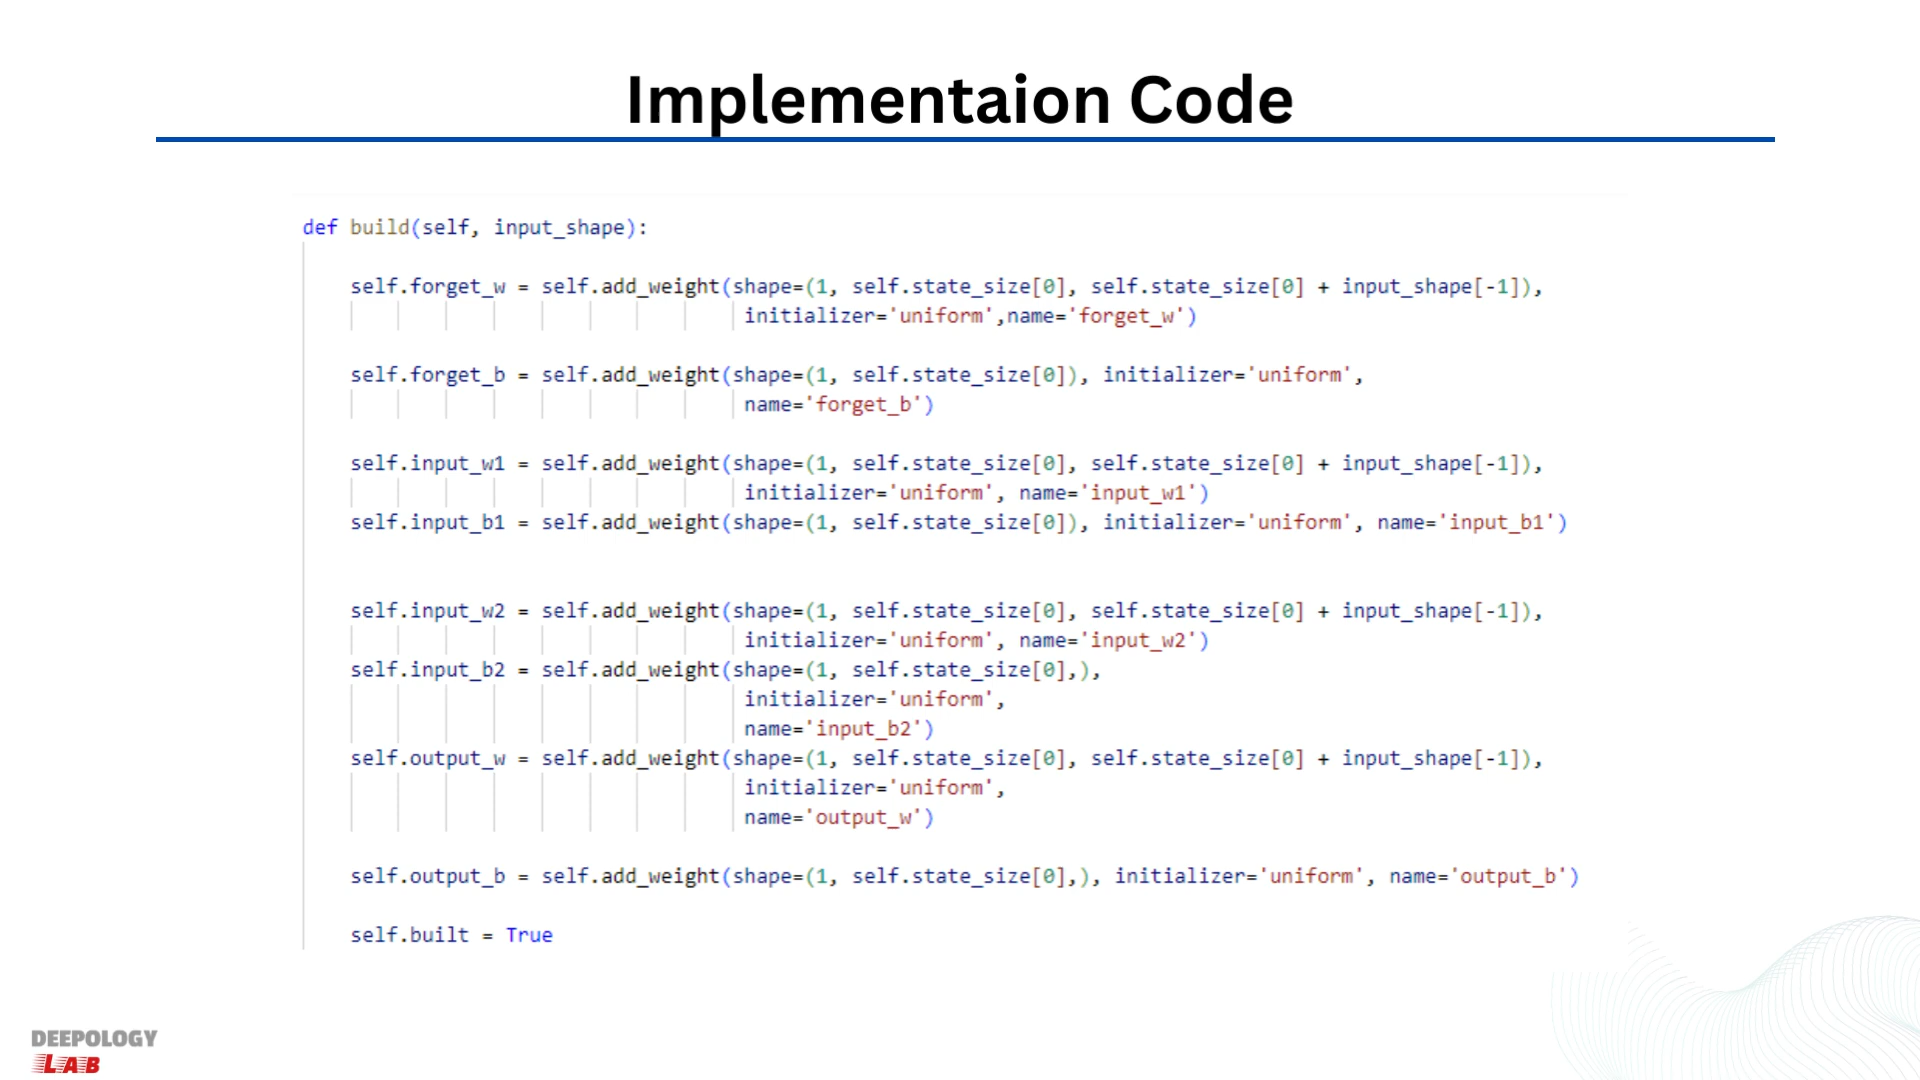 Implementaion Code
def build(self, input_shape):
self.forget_w = self.add_weight(shape=(1, self.state_size[0], self.state_size[0] + input_shape[-1]),
initializer='uniform',name='forget_w')
self.forget_b = self.add_weight(shape=(1, self.state_size[0]), initializer='uniform',
name='forget_b')
self.input_w1 = self.add_weight(shape=(1, self.state_size[0], self.state_size[0] + input_shape[-1]),
initializer='uniform', name='input_w1')
self.input_b1 = self.add_weight(shape=(1, self.state_size[0]), initializer='uniform', name='input_b1')
self.input_w2 = self.add_weight(shape=(1, self.state_size[0], self.state_size[0] + input_shape[-1]),
initializer='uniform', name='input_w2')
self.input_b2 = self.add_weight(shape=(1, self.state_size[0],),
initializer='uniform',
name='input_b2')
self.output_w = self.add_weight(shape=(1, self.state_size[0], self.state_size[0] + input_shape[-1]),
initializer='uniform',
name='output_w')
self.output_b = self.add_weight(shape=(1, self.state_size[0],), initializer='uniform', name='output_b')
self.built = True
DEEPOLOGY
LAB